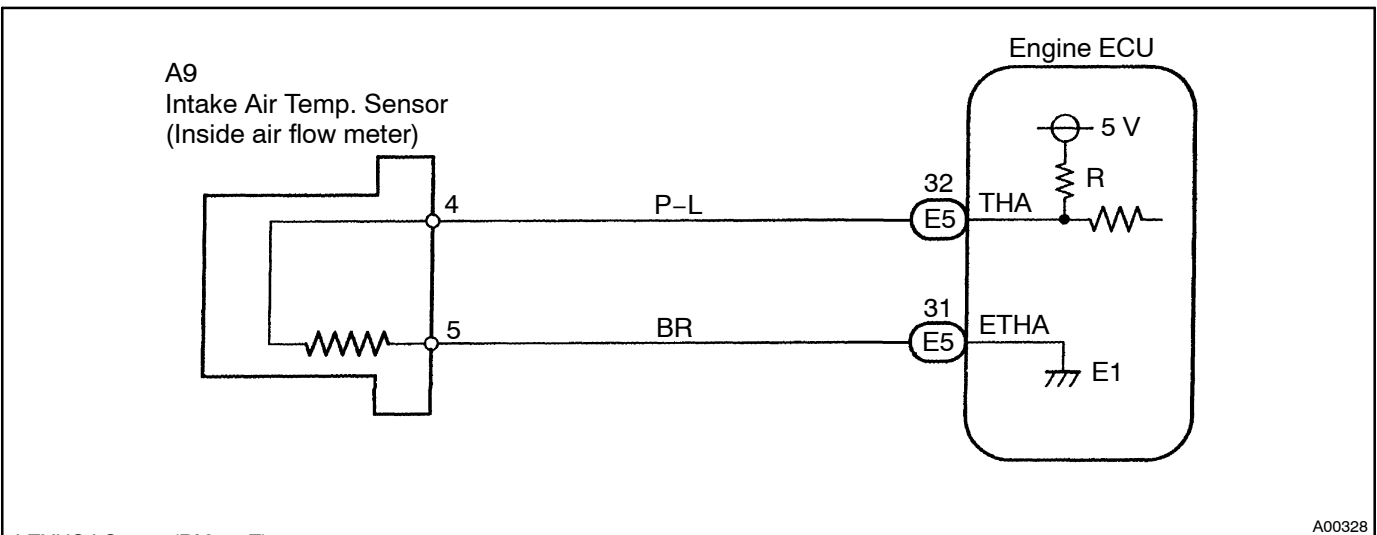 Engine ECU
A9
Intake Air Temp. Sensor
(Inside air flow meter)
5 V
R
4
P–L
32
E5
THA
5
BR
31
E5
ETHA
E1
A00328